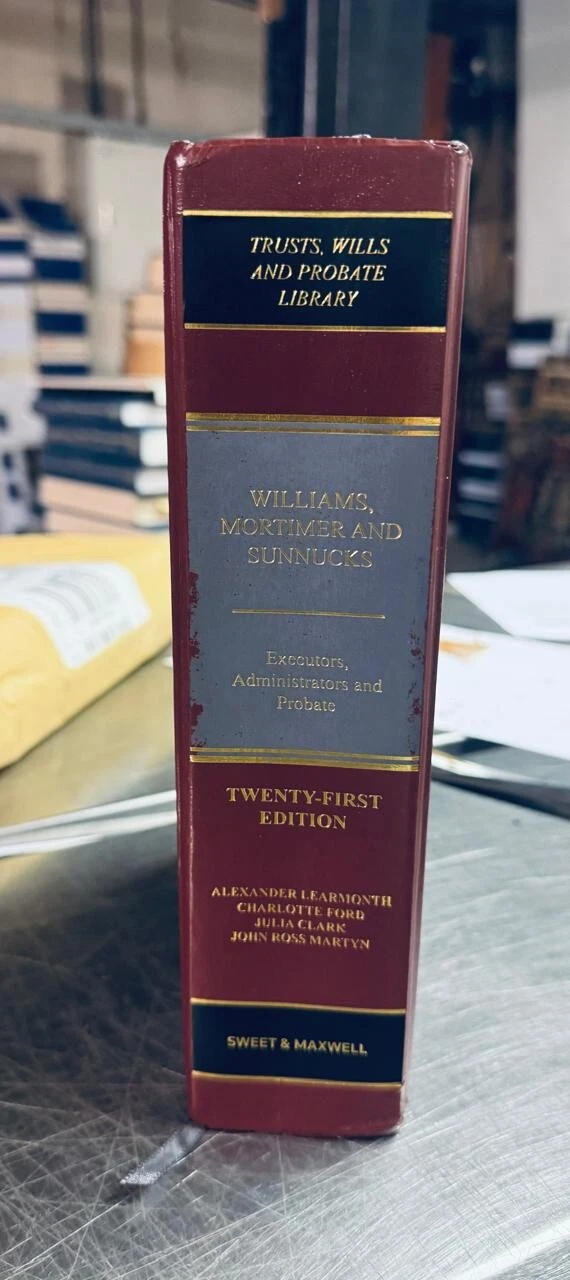 TRUSTS, WILLS
AND PROBATE
LIBRARY
WILLIAMS,
MORTIMER AND
SUNNUCKS
Executors,
Administrators and
Probate
TWENTY-FIRST
EDITION
ALEXANDER LEARMONTH
CHARLOTTE FORD
JULIA CLARK
JOHN ROSS MARTYN
SWEET & MAXWELL